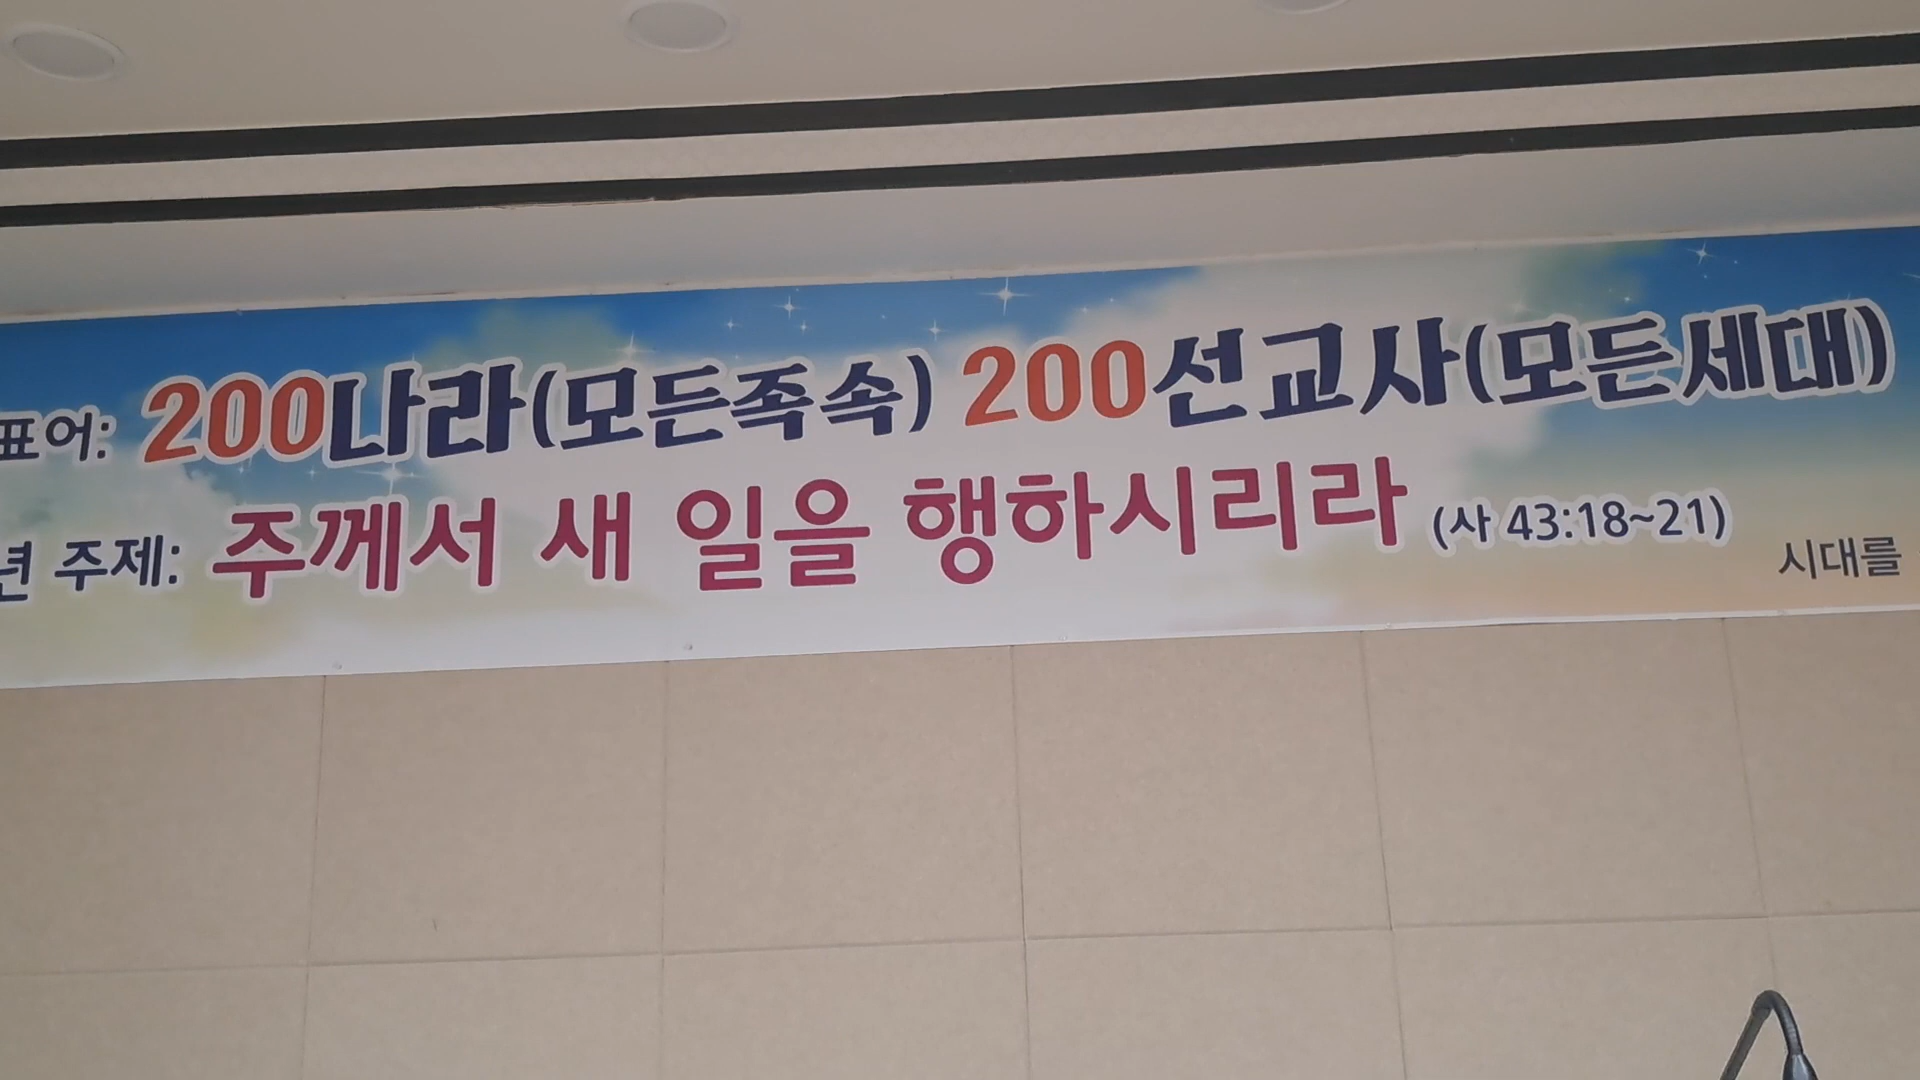 표어: 200나라(모든족속) 200선교사(모든세대)
년 주제: 주께서 새 일을 행하시리라 (사 43:18~21)
시대를